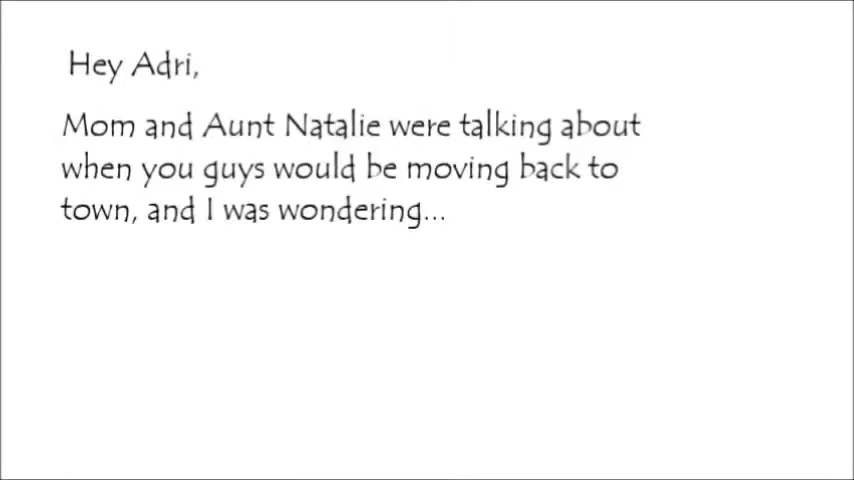 Hey Adri,
Mom and Aunt Natalie were talking about
when you guys would be moving back to
town, and I was wondering...